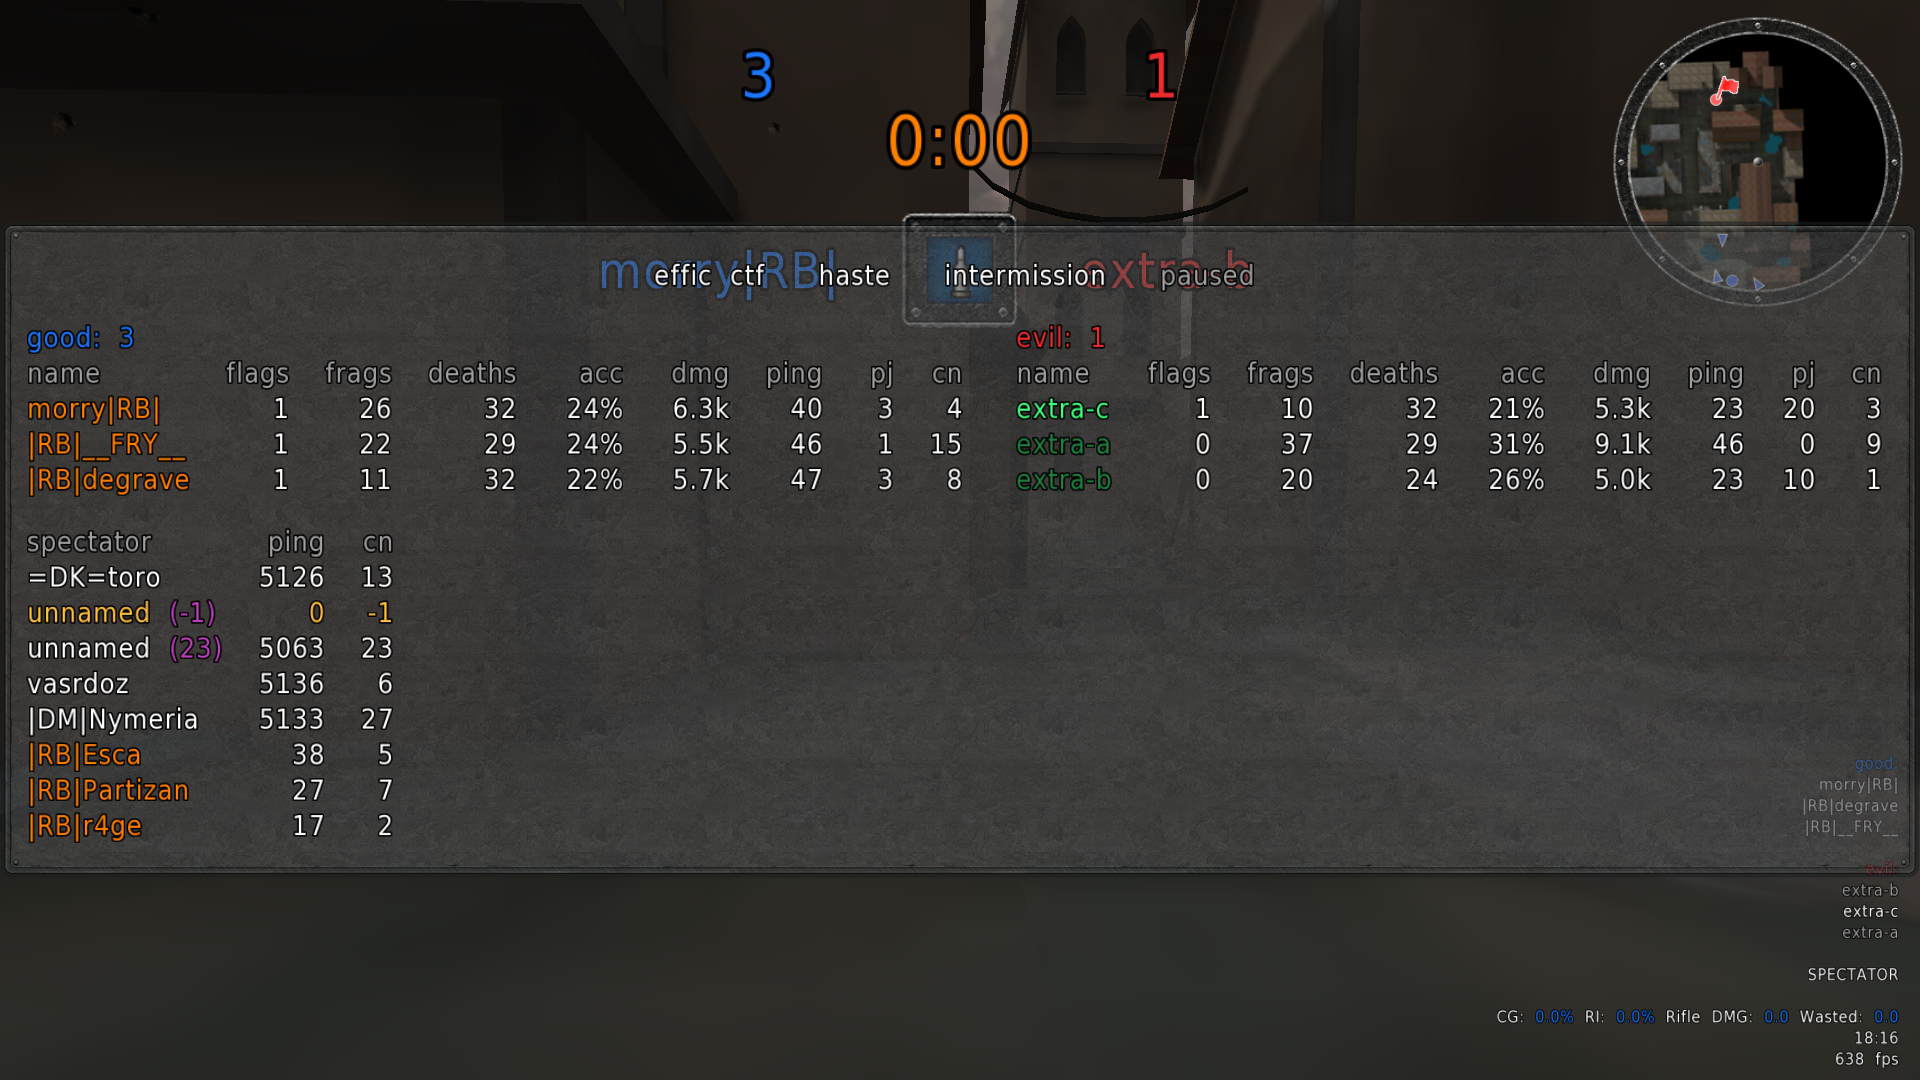 3 1
0:00
morry|RB| extra-b
effic ctf haste intermission paused
good: 3
name flags frags deaths acc dmg ping pj cn
morry|RB| 1 26 32 24% 6.3k 40 3 4
|RB|__FRY__ 1 22 29 24% 5.5k 46 1 15
|RB|degrave 1 11 32 22% 5.7k 47 3 8
evil: 1
name flags frags deaths acc dmg ping pj cn
extra-c 1 10 32 21% 5.3k 23 20 3
extra-a 0 37 29 31% 9.1k 46 0 9
extra-b 0 20 24 26% 5.0k 23 10 1
spectator ping cn
=DK=toro 5126 13
unnamed (-1) 0 -1
unnamed (23) 5063 23
vasrdoz 5136 6
|DM|Nymeria 5133 27
|RB|Esca 38 5
|RB|Partizan 27 7
|RB|r4ge 17 2
good:
morry|RB|
|RB|degrave
|RB|__FRY__
evil:
extra-b
extra-c
extra-a
SPECTATOR
CG: 0.0% RI: 0.0% Rifle DMG: 0.0 Wasted: 0.0
18:16
638 fps